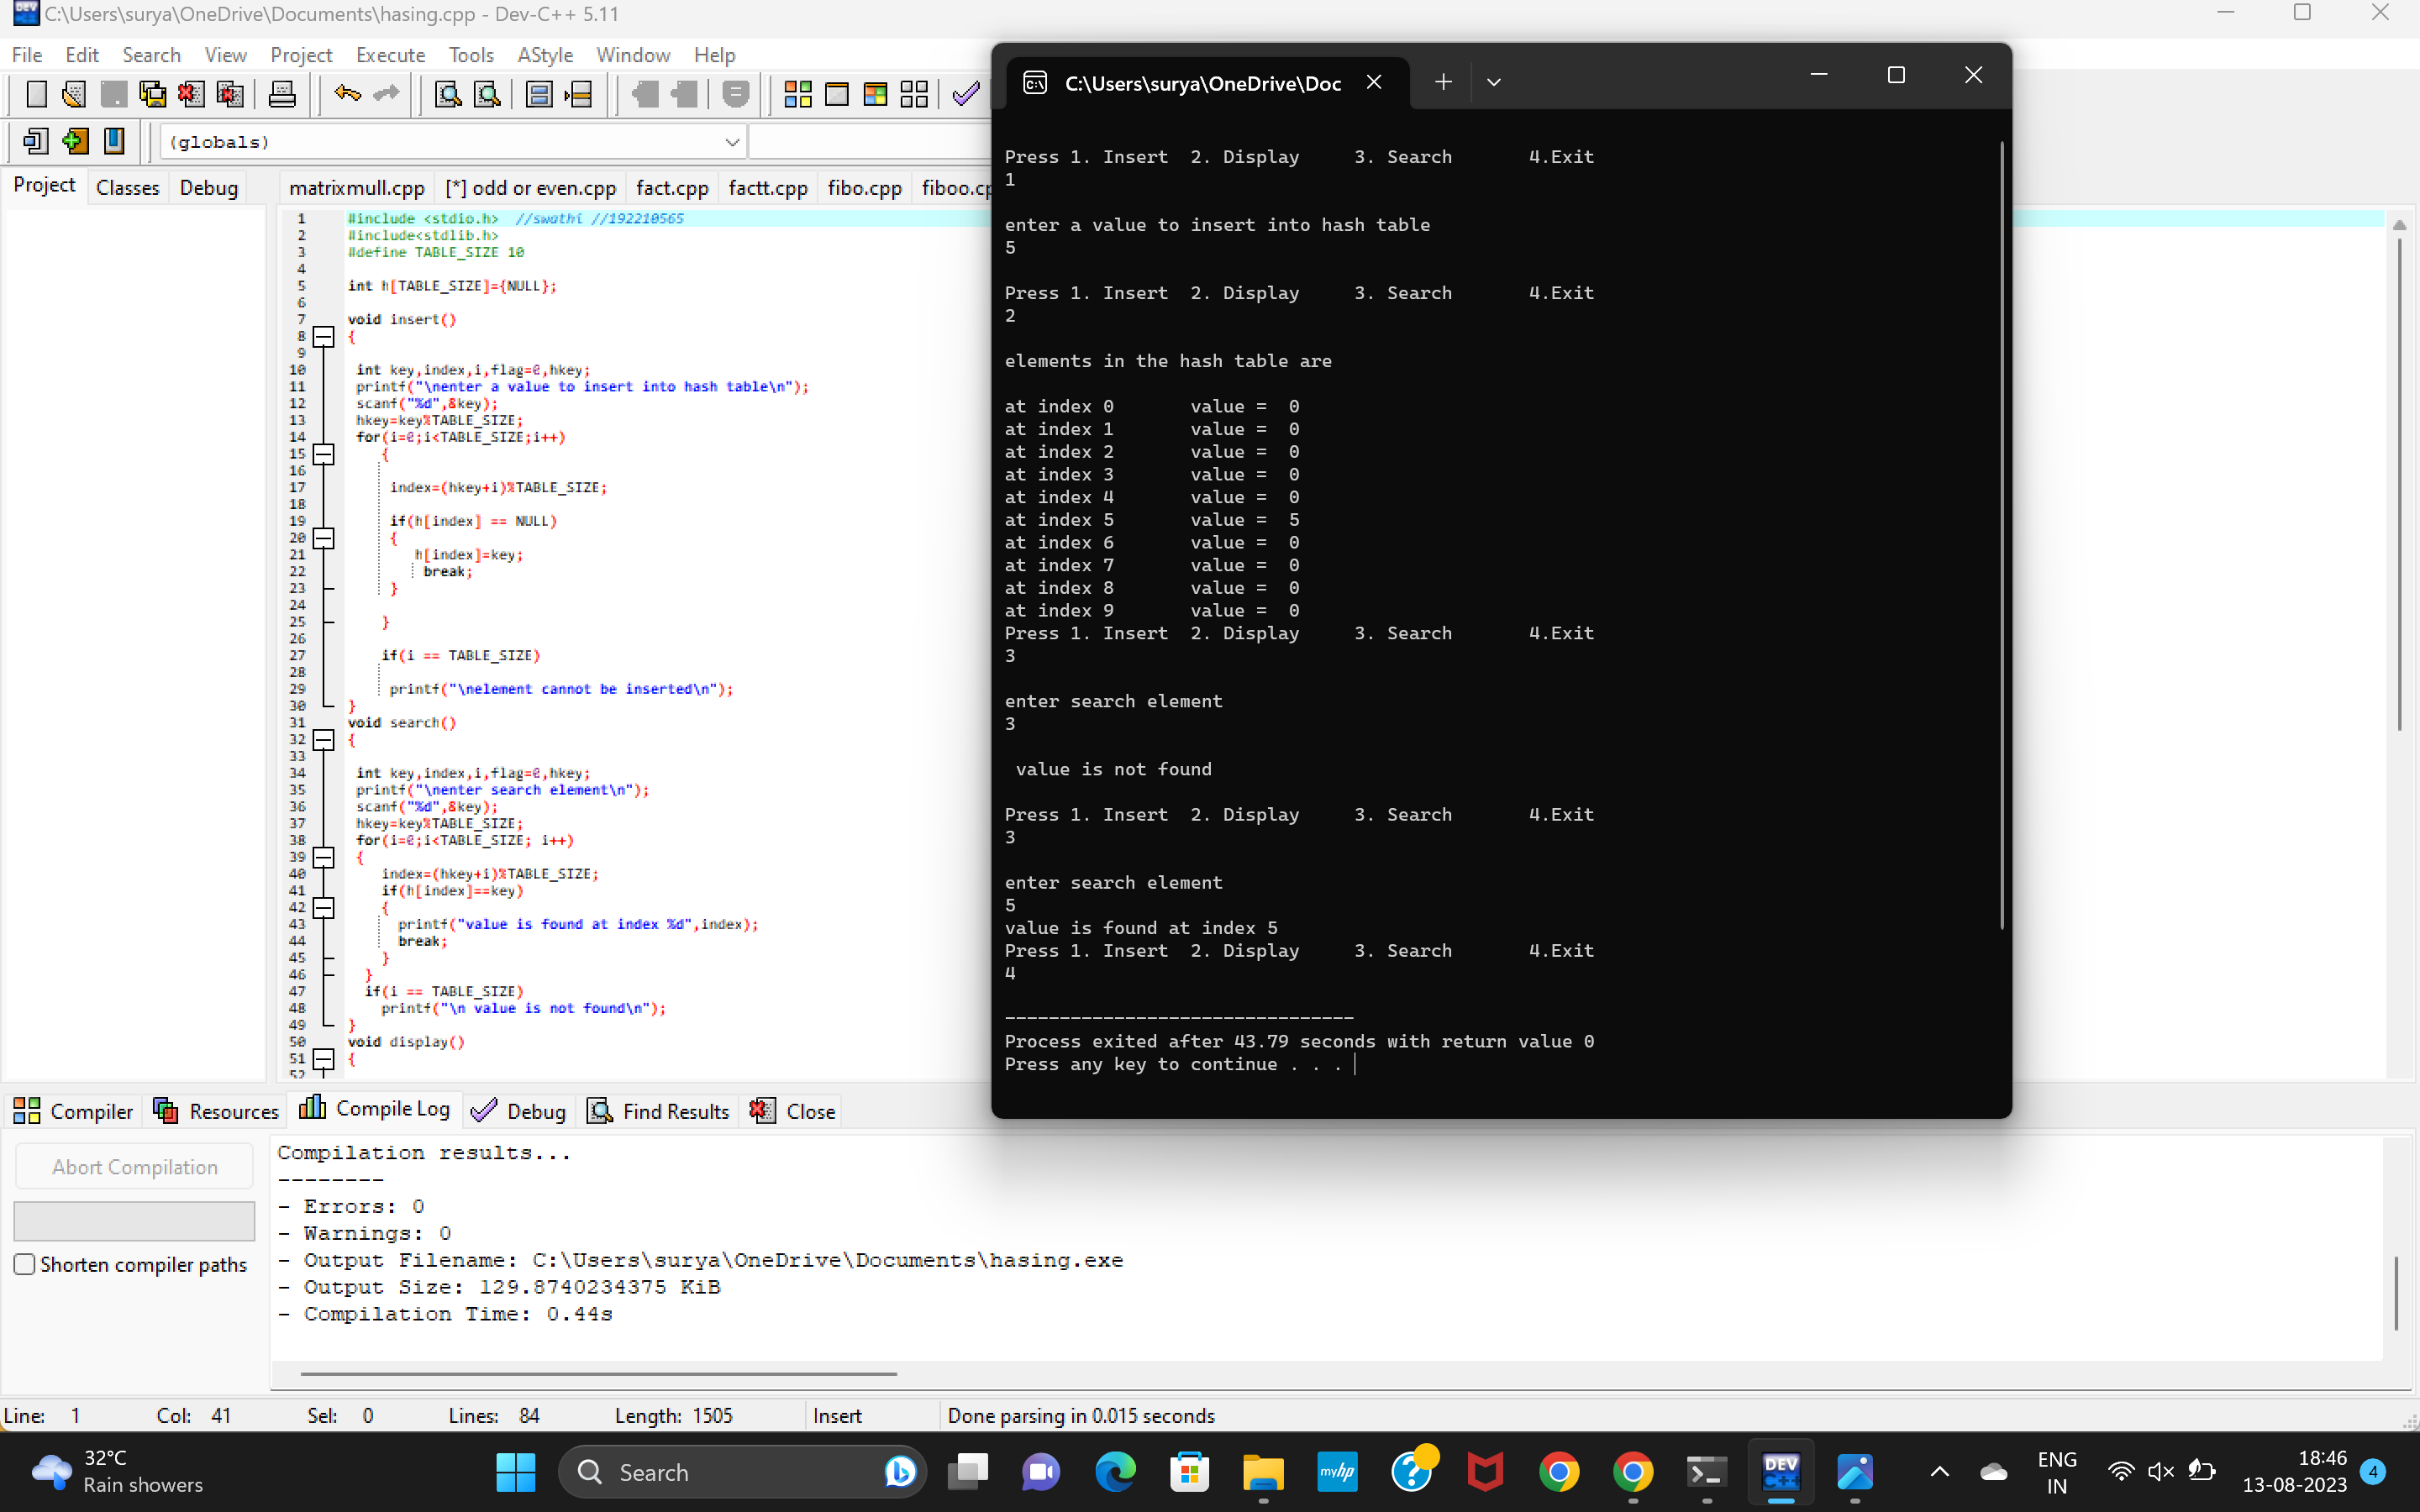 C:\Users\surya\OneDrive\Documents\hasing.cpp - Dev-C++ 5.11
File Edit Search View Project Execute Tools AStyle Window Help
(globals)
Project Classes Debug
matrixmull.cpp [*] odd or even.cpp fact.cpp factt.cpp fibo.cpp fiboo.cp
1 #include <stdio.h> //swathi //192210565
2 #include<stdlib.h>
3 #define TABLE_SIZE 10
4
5 int h[TABLE_SIZE]={NULL};
6
7 void insert()
8 {
9
10 int key,index,i,flag=0,hkey;
11 printf("\nenter a value to insert into hash table\n");
12 scanf("%d",&key);
13 hkey=key%TABLE_SIZE;
14 for(i=0;i<TABLE_SIZE;i++)
15 {
16
17 index=(hkey+i)%TABLE_SIZE;
18
19 if(h[index] == NULL)
20 {
21 h[index]=key;
22 break;
23 }
24
25 }
26
27 if(i == TABLE_SIZE)
28
29 printf("\nelement cannot be inserted\n");
30 }
31 void search()
32 {
33
34 int key,index,i,flag=0,hkey;
35 printf("\nenter search element\n");
36 scanf("%d",&key);
37 hkey=key%TABLE_SIZE;
38 for(i=0;i<TABLE_SIZE; i++)
39 {
40 index=(hkey+i)%TABLE_SIZE;
41 if(h[index]==key)
42 {
43 printf("value is found at index %d",index);
44 break;
45 }
46 }
47 if(i == TABLE_SIZE)
48 printf("\n value is not found\n");
49 }
50 void display()
51 {
52
C:\Users\surya\OneDrive\Doc
Press 1. Insert 2. Display 3. Search 4.Exit
1
enter a value to insert into hash table
5
Press 1. Insert 2. Display 3. Search 4.Exit
2
elements in the hash table are
at index 0 value = 0
at index 1 value = 0
at index 2 value = 0
at index 3 value = 0
at index 4 value = 0
at index 5 value = 5
at index 6 value = 0
at index 7 value = 0
at index 8 value = 0
at index 9 value = 0
Press 1. Insert 2. Display 3. Search 4.Exit
3
enter search element
3
value is not found
Press 1. Insert 2. Display 3. Search 4.Exit
3
enter search element
5
value is found at index 5
Press 1. Insert 2. Display 3. Search 4.Exit
4
--------------------------------
Process exited after 43.79 seconds with return value 0
Press any key to continue . . .
Compiler Resources Compile Log Debug Find Results Close
Abort Compilation
Shorten compiler paths
Compilation results...
--------
- Errors: 0
- Warnings: 0
- Output Filename: C:\Users\surya\OneDrive\Documents\hasing.exe
- Output Size: 129.8740234375 KiB
- Compilation Time: 0.44s
Line: 1 Col: 41 Sel: 0 Lines: 84 Length: 1505 Insert Done parsing in 0.015 seconds
32°C
Rain showers
Search
myhp
DEV
C++
ENG
IN
18:46
13-08-2023
4